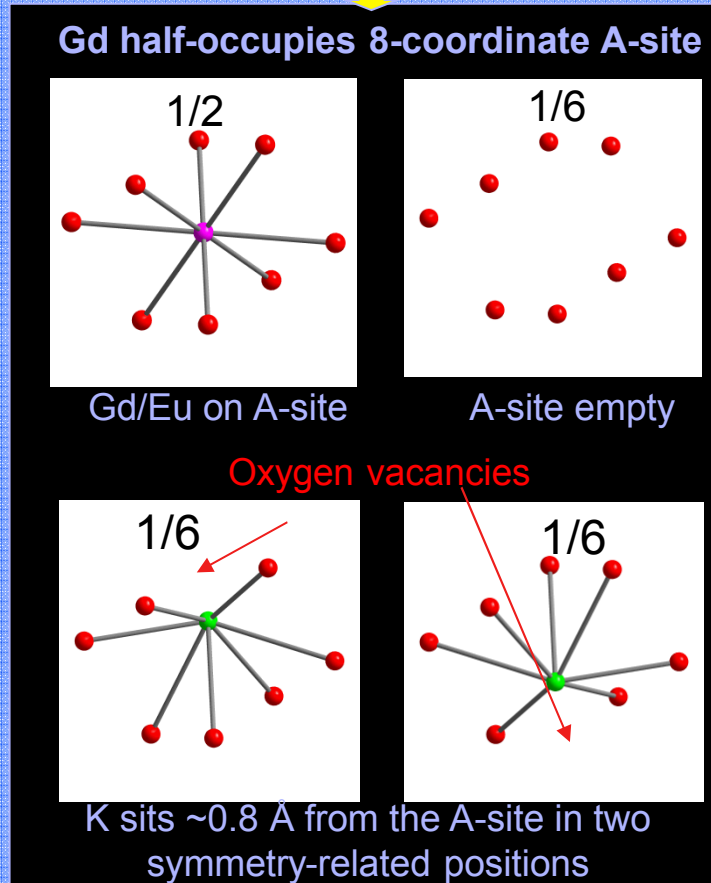 Gd half-occupies 8-coordinate A-site
1/2
1/6
Gd/Eu on A-site
A-site empty
Oxygen vacancies
1/6
1/6
K sits ~0.8 Å from the A-site in two
symmetry-related positions